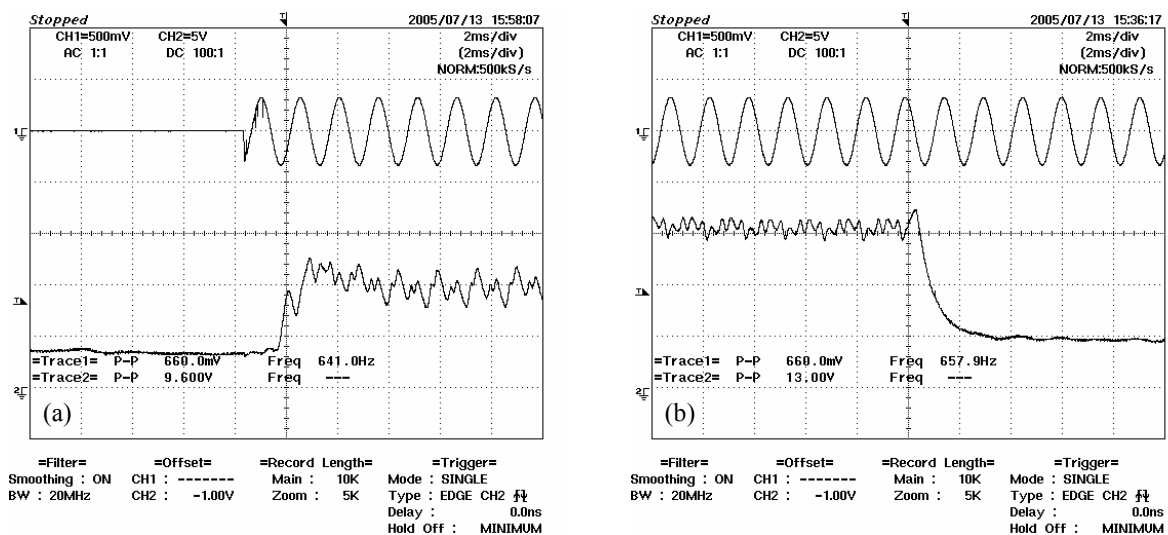 Stopped 2005/07/13 15:58:07
CH1=500mV CH2=5V 2ms/div
AC 1:1 DC 100:1 (2ms/div)
NORM:500kS/s
=Trace1= P-P 660.0mV Freq 641.0Hz
=Trace2= P-P 9.600V Freq ---
(a)
=Filter= =Offset= =Record Length= =Trigger=
Smoothing : ON CH1 : ------- Main : 10K Mode : SINGLE
BW : 20MHz CH2 : -1.00V Zoom : 5K Type : EDGE CH2
Delay : 0.0ns
Hold Off : MINIMUM
Stopped 2005/07/13 15:36:17
CH1=500mV CH2=5V 2ms/div
AC 1:1 DC 100:1 (2ms/div)
NORM:500kS/s
=Trace1= P-P 660.0mV Freq 657.9Hz
=Trace2= P-P 13.00V Freq ---
(b)
=Filter= =Offset= =Record Length= =Trigger=
Smoothing : ON CH1 : ------- Main : 10K Mode : SINGLE
BW : 20MHz CH2 : -1.00V Zoom : 5K Type : EDGE CH2
Delay : 0.0ns
Hold Off : MINIMUM